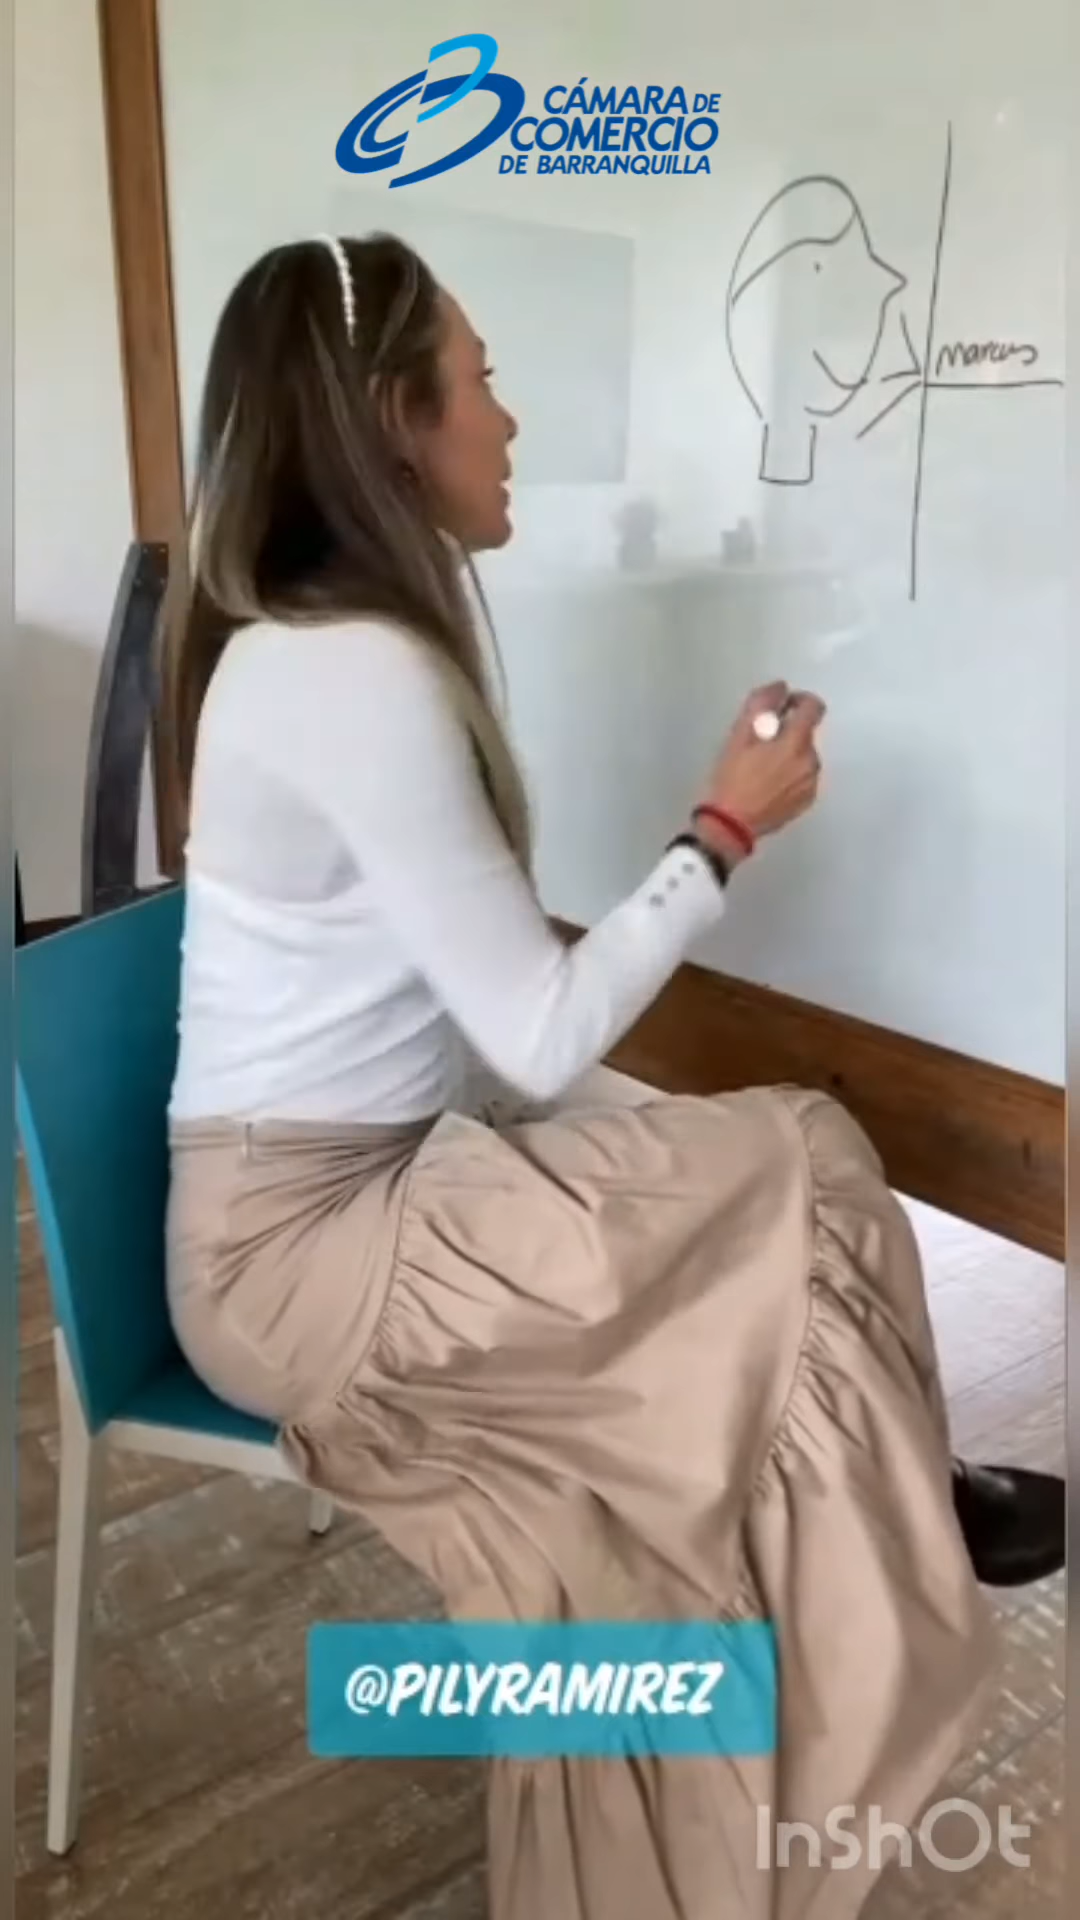 CÁMARA DE
COMERCIO
DE BARRANQUILLA
Marcas
@PILYRAMIREZ
InShOt